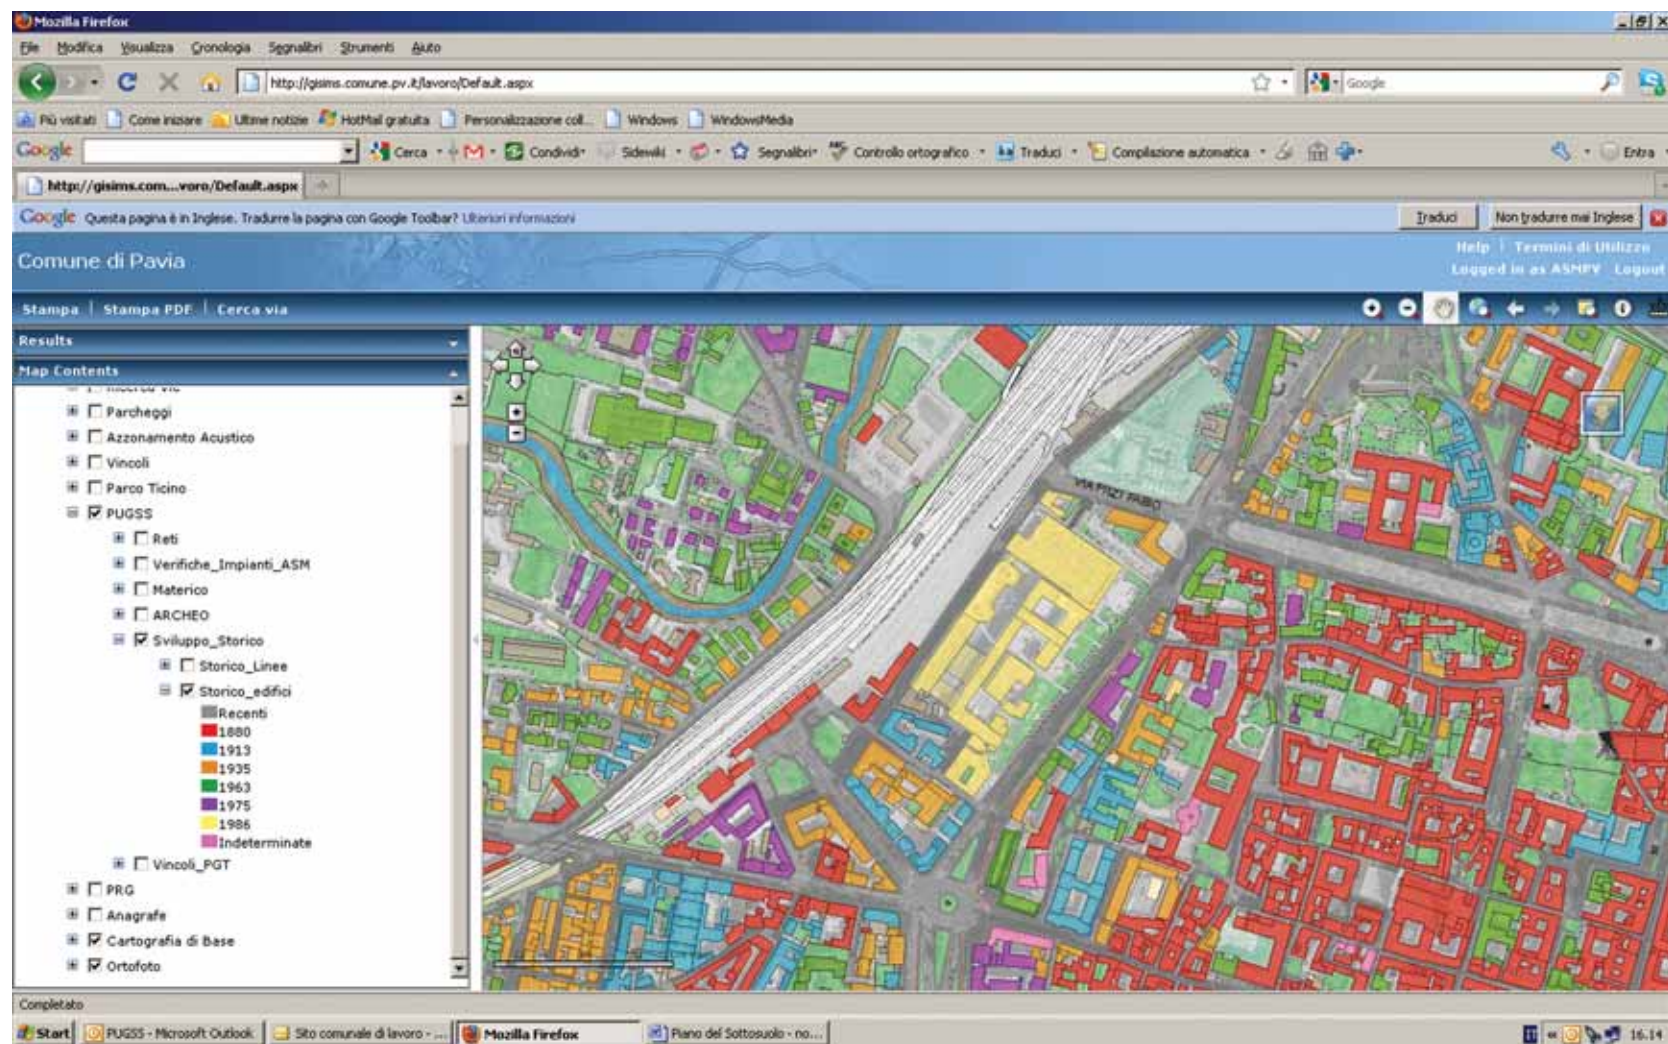 Mozilla Firefox
File Modifica Visualizza Cronologia Segnalibri Strumenti Aiuto
http://gisims.comune.pv.it/lavoro/Default.aspx Google
Più visitati Come iniziare Ultime notizie HotMail gratuita Personalizzazione coll... Windows WindowsMedia
Google Cerca Condividi Sidewiki Segnalibri Controllo ortografico Traduci Compilazione automatica Entra
http://gisims.com...voro/Default.aspx
Google Questa pagina è in Inglese. Tradurre la pagina con Google Toolbar? Ulteriori informazioni Traduci Non tradurre mai Inglese
Help | Termini di Utilizzo
Comune di Pavia
Logged in as ASMPV Logout
Stampa | Stampa PDF | Cerca via
Results
Map Contents
Parcheggi
Azzonamento Acustico
Vincoli
Parco Ticino
PUGSS
Reti
Verifiche_Impianti_ASM
Materico
ARCHEO
Sviluppo_Storico
Storico_Linee
Storico_edifici
Recenti
1880
1913
1935
1963
1975
1986
Indeterminate
Vincoli_PGT
PRG
Anagrafe
Cartografia di Base
Ortofoto
Completato
Start PUGSS - Microsoft Outlook Sito comunale di lavoro - ... Mozilla Firefox Piano del Sottosuolo - no... 16.14